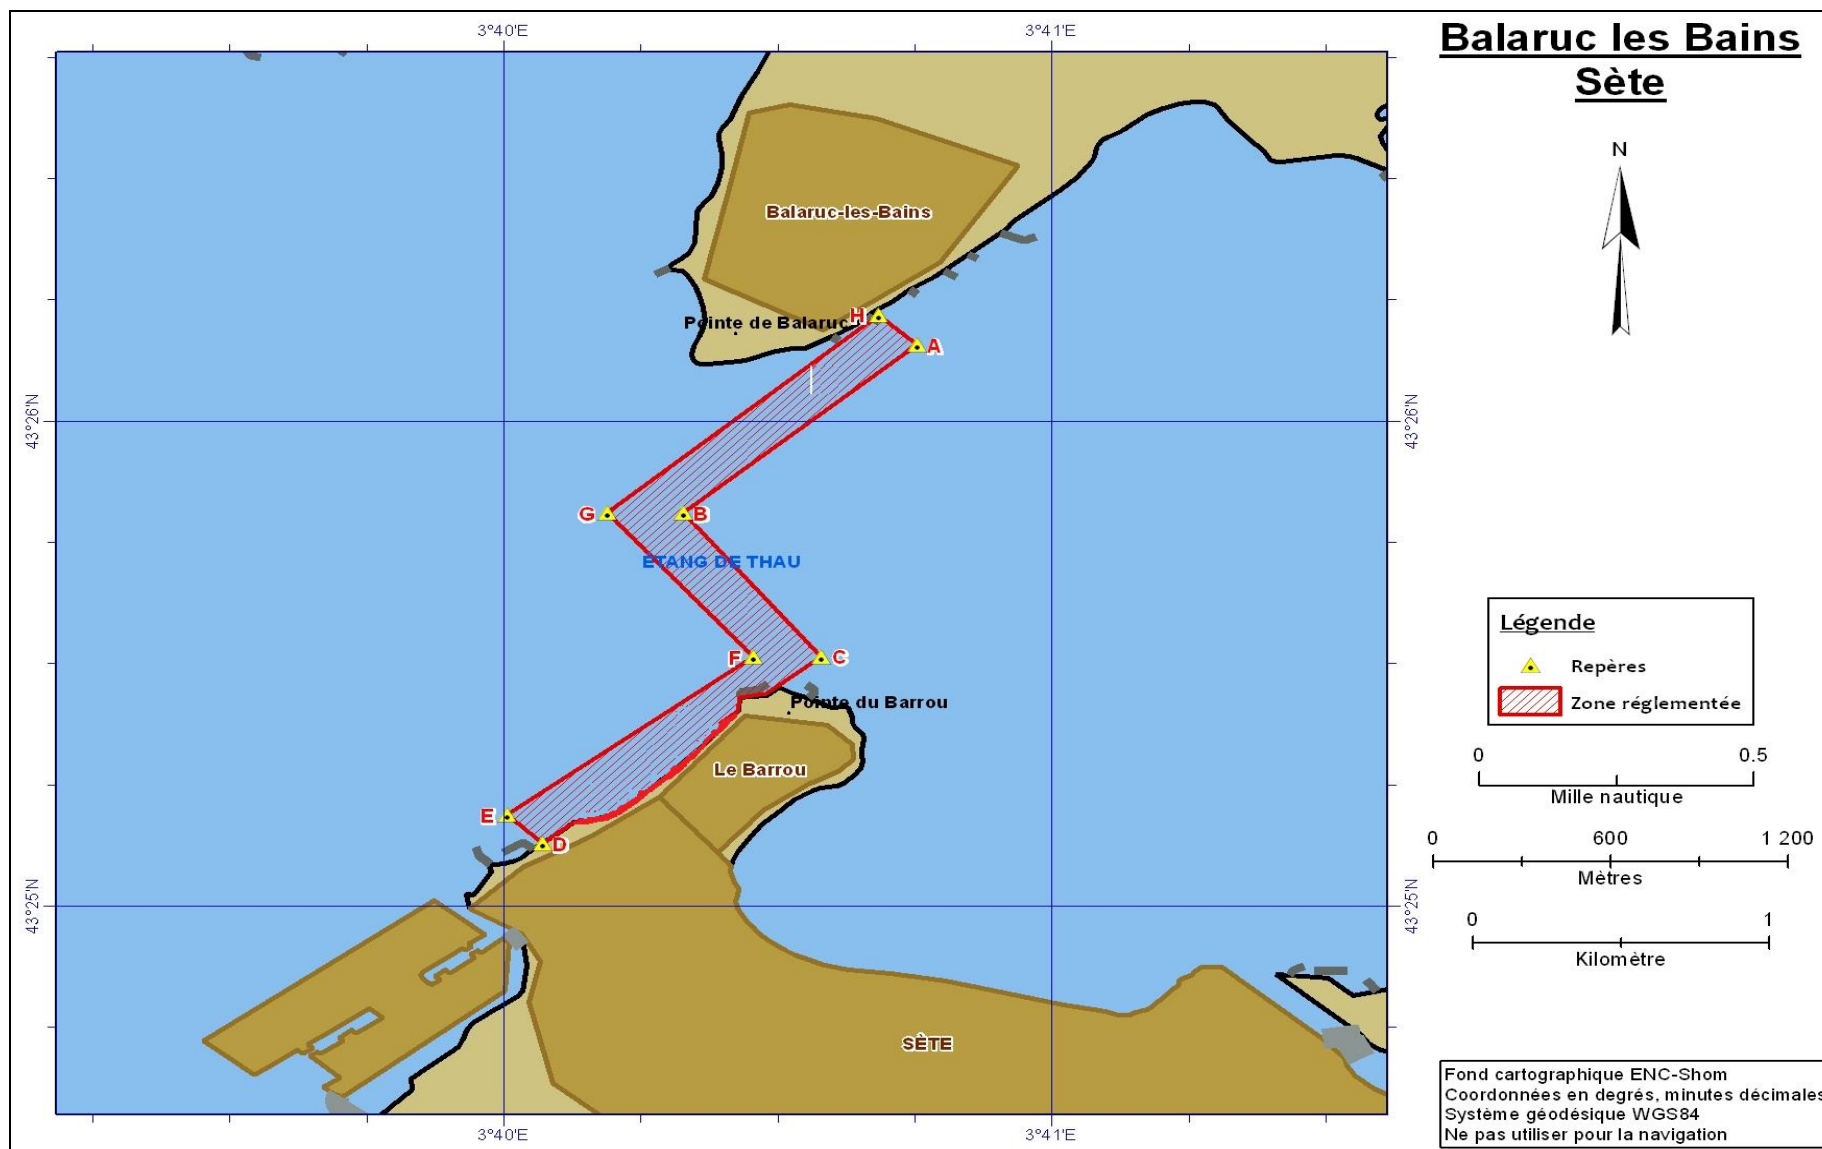 3°40'E
3°41'E
Balaruc les Bains
Sète
N
Balaruc-les-Bains
Pointe de Balaruc
H
A
43°26'N
43°26'N
G
B
ETANG DE THAU
F
C
Pointe du Barrou
Le Barrou
E
D
43°25'N
43°25'N
SÈTE
3°40'E
3°41'E
Légende
Repères
Zone réglementée
0 0.5
Mille nautique
0 600 1 200
Mètres
0 1
Kilomètre
Fond cartographique ENC-Shom
Coordonnées en degrés, minutes décimales
Système géodésique WGS84
Ne pas utiliser pour la navigation